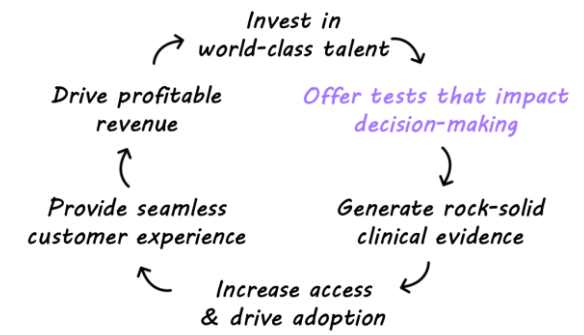 Invest in
world-class talent
Offer tests that impact
decision-making
Generate rock-solid
clinical evidence
Increase access
& drive adoption
Provide seamless
customer experience
Drive profitable
revenue